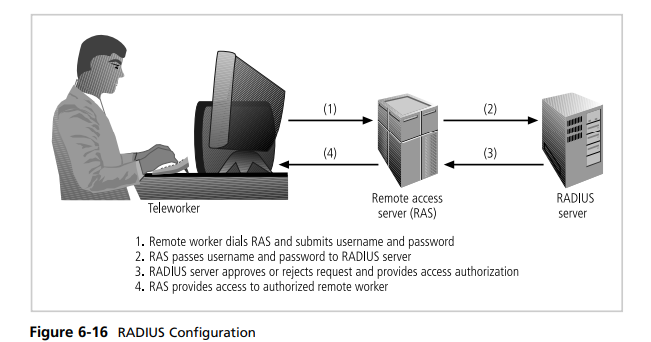 (1)
(2)
(4)
(3)
Teleworker
Remote access
server (RAS)
RADIUS
server
1. Remote worker dials RAS and submits username and password
2. RAS passes username and password to RADIUS server
3. RADIUS server approves or rejects request and provides access authorization
4. RAS provides access to authorized remote worker
Figure 6-16 RADIUS Configuration